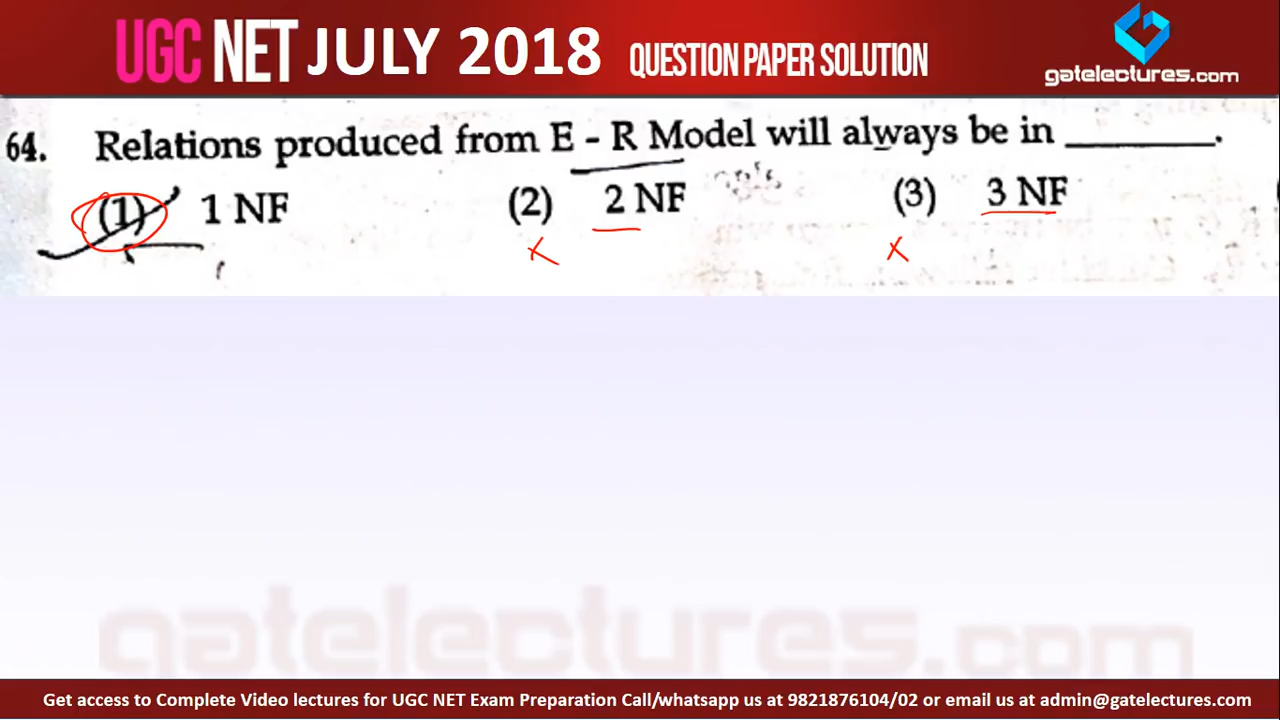 UGC NET JULY 2018 QUESTION PAPER SOLUTION
gatelectures.com
64. Relations produced from E - R Model will always be in ________.
(1) 1 NF (2) 2 NF (3) 3 NF
gatelectures.com
Get access to Complete Video lectures for UGC NET Exam Preparation Call/whatsapp us at 9821876104/02 or email us at admin@gatelectures.com